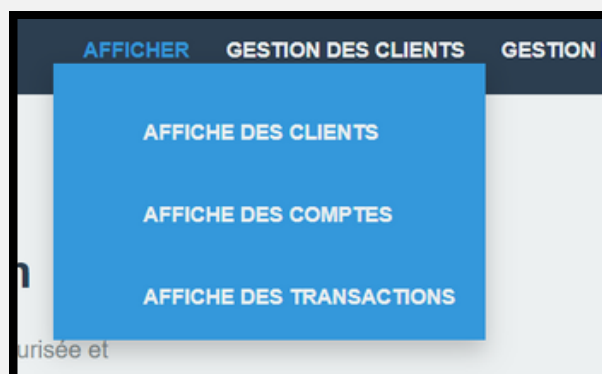 AFFICHER GESTION DES CLIENTS GESTION
AFFICHE DES CLIENTS
AFFICHE DES COMPTES
AFFICHE DES TRANSACTIONS
n
urisée et